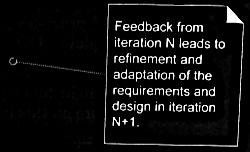 Feedback from
iteration N leads to
refinement and
adaptation of the
requirements and
design in iteration
N+1.